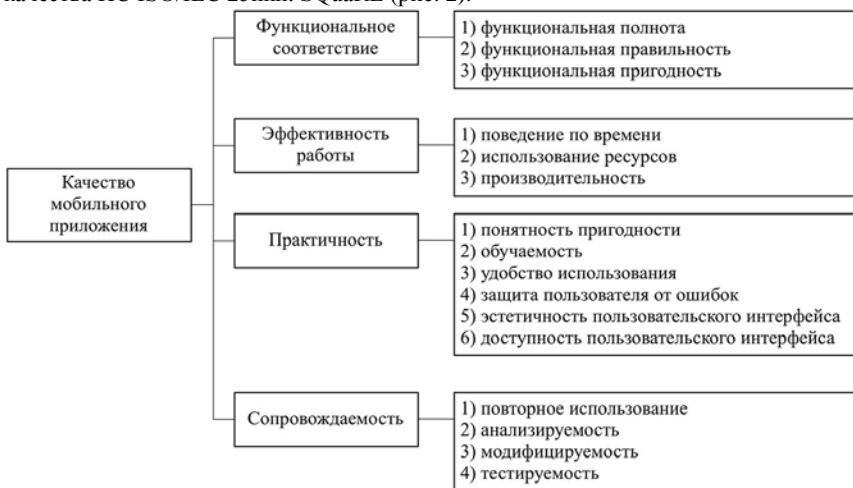 Функциональное
соответствие
1) функциональная полнота
2) функциональная правильность
3) функциональная пригодность
Эффективность
работы
1) поведение по времени
2) использование ресурсов
3) производительность
Качество
мобильного
приложения
Практичность
1) понятность пригодности
2) обучаемость
3) удобство использования
4) защита пользователя от ошибок
5) эстетичность пользовательского интерфейса
6) доступность пользовательского интерфейса
Сопровождаемость
1) повторное использование
2) анализируемость
3) модифицируемость
4) тестируемость